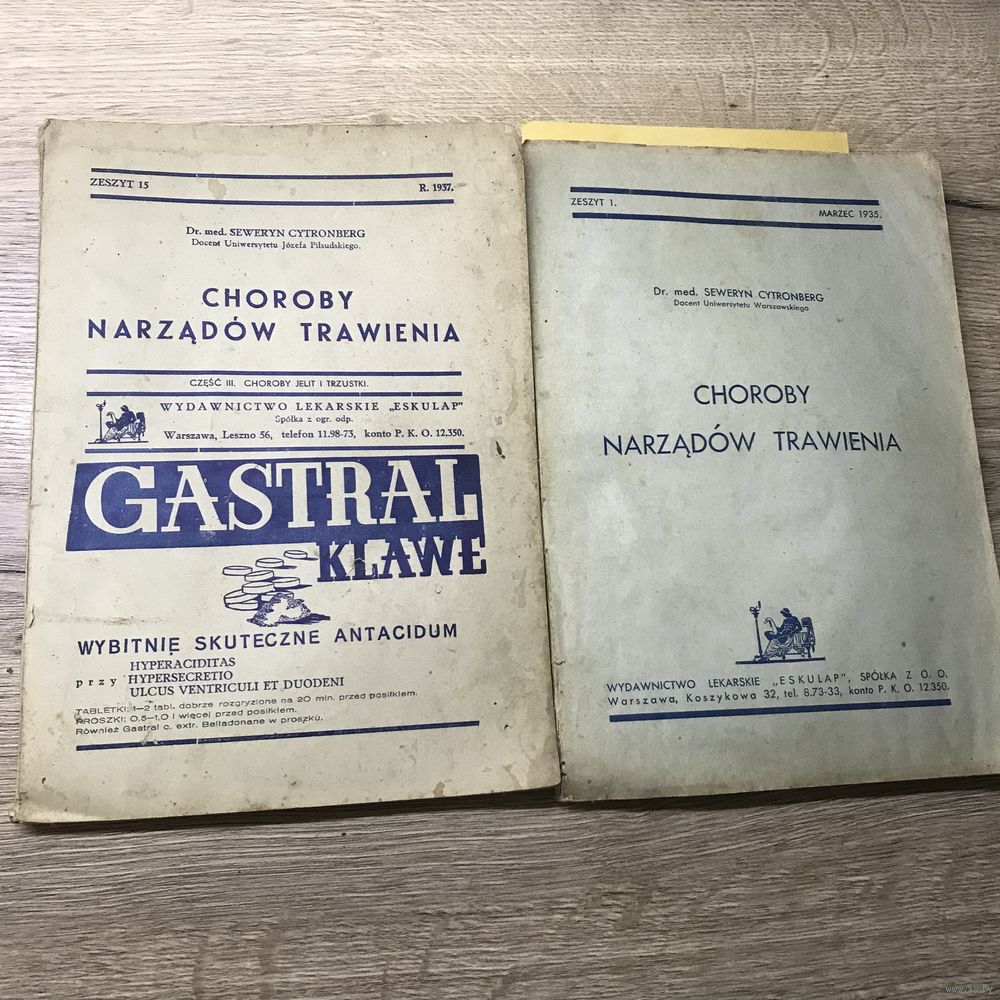 ZESZYT 15
R. 1937.
Dr. med. SEWERYN CYTRONBERG
Docent Uniwersytetu Józefa Piłsudskiego.
CHOROBY
NARZĄDÓW TRAWIENIA
CZĘŚĆ III. CHOROBY JELIT I TRZUSTKI.
WYDAWNICTWO LEKARSKIE „ESKULAP"
Spółka z ogr. odp.
Warszawa, Leszno 56, telefon 11.98-73, konto P. K. O. 12.350.
GASTRAL
KLAWE
WYBITNIE SKUTECZNE ANTACIDUM
HYPERACIDITAS
przy HYPERSECRETIO
ULCUS VENTRICULI ET DUODENI
TABLETKI: 1—2 tabl. dobrze rozgryzione na 20 min. przed posiłkiem.
PROSZKI: 0,5—1,0 i więcej przed posiłkiem.
Również Gastral c. extr. Belladonane w proszku.
ZESZYT 1.
MARZEC 1935.
Dr. med. SEWERYN CYTRONBERG
Docent Uniwersytetu Warszawskiego
CHOROBY
NARZĄDÓW TRAWIENIA
WYDAWNICTWO LEKARSKIE „ESKULAP", SPÓŁKA Z O. O.
Warszawa, Koszykowa 32, tel. 8.73-33, konto P. K. O. 12.350.
www.ay.by